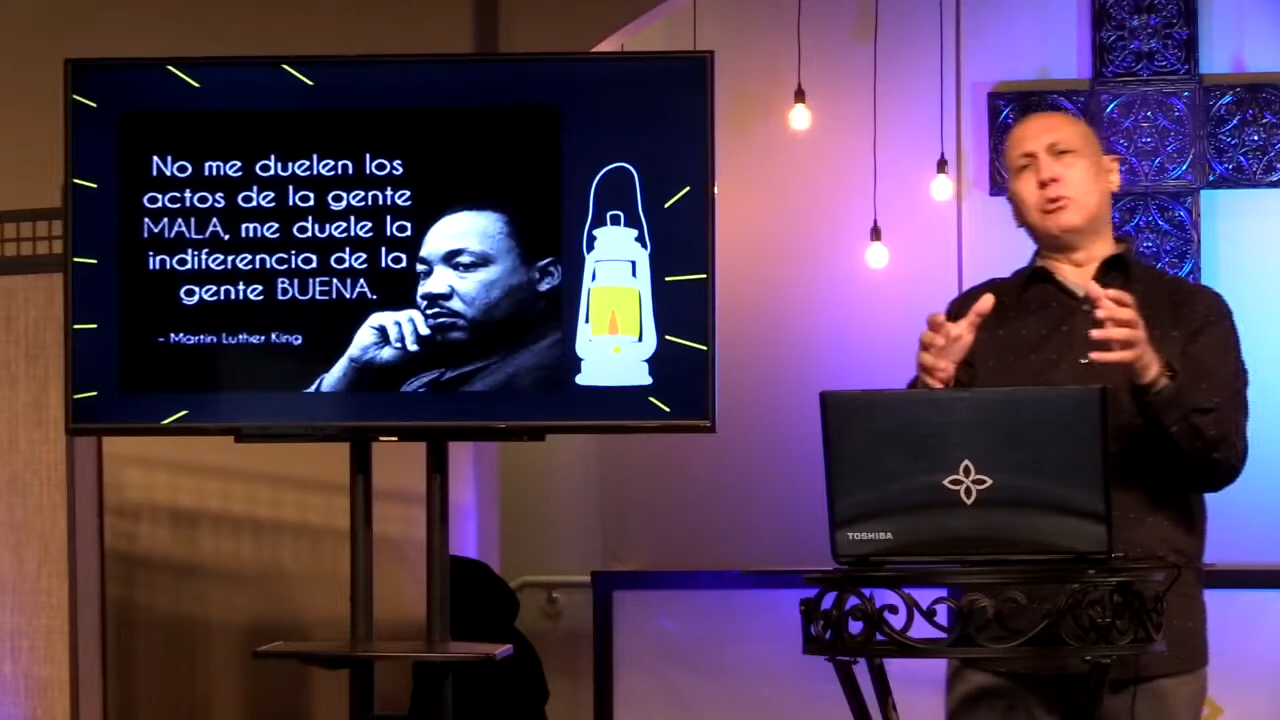 No me duelen los
actos de la gente
MALA, me duele la
indiferencia de la
gente BUENA.
- Martin Luther King
TOSHIBA